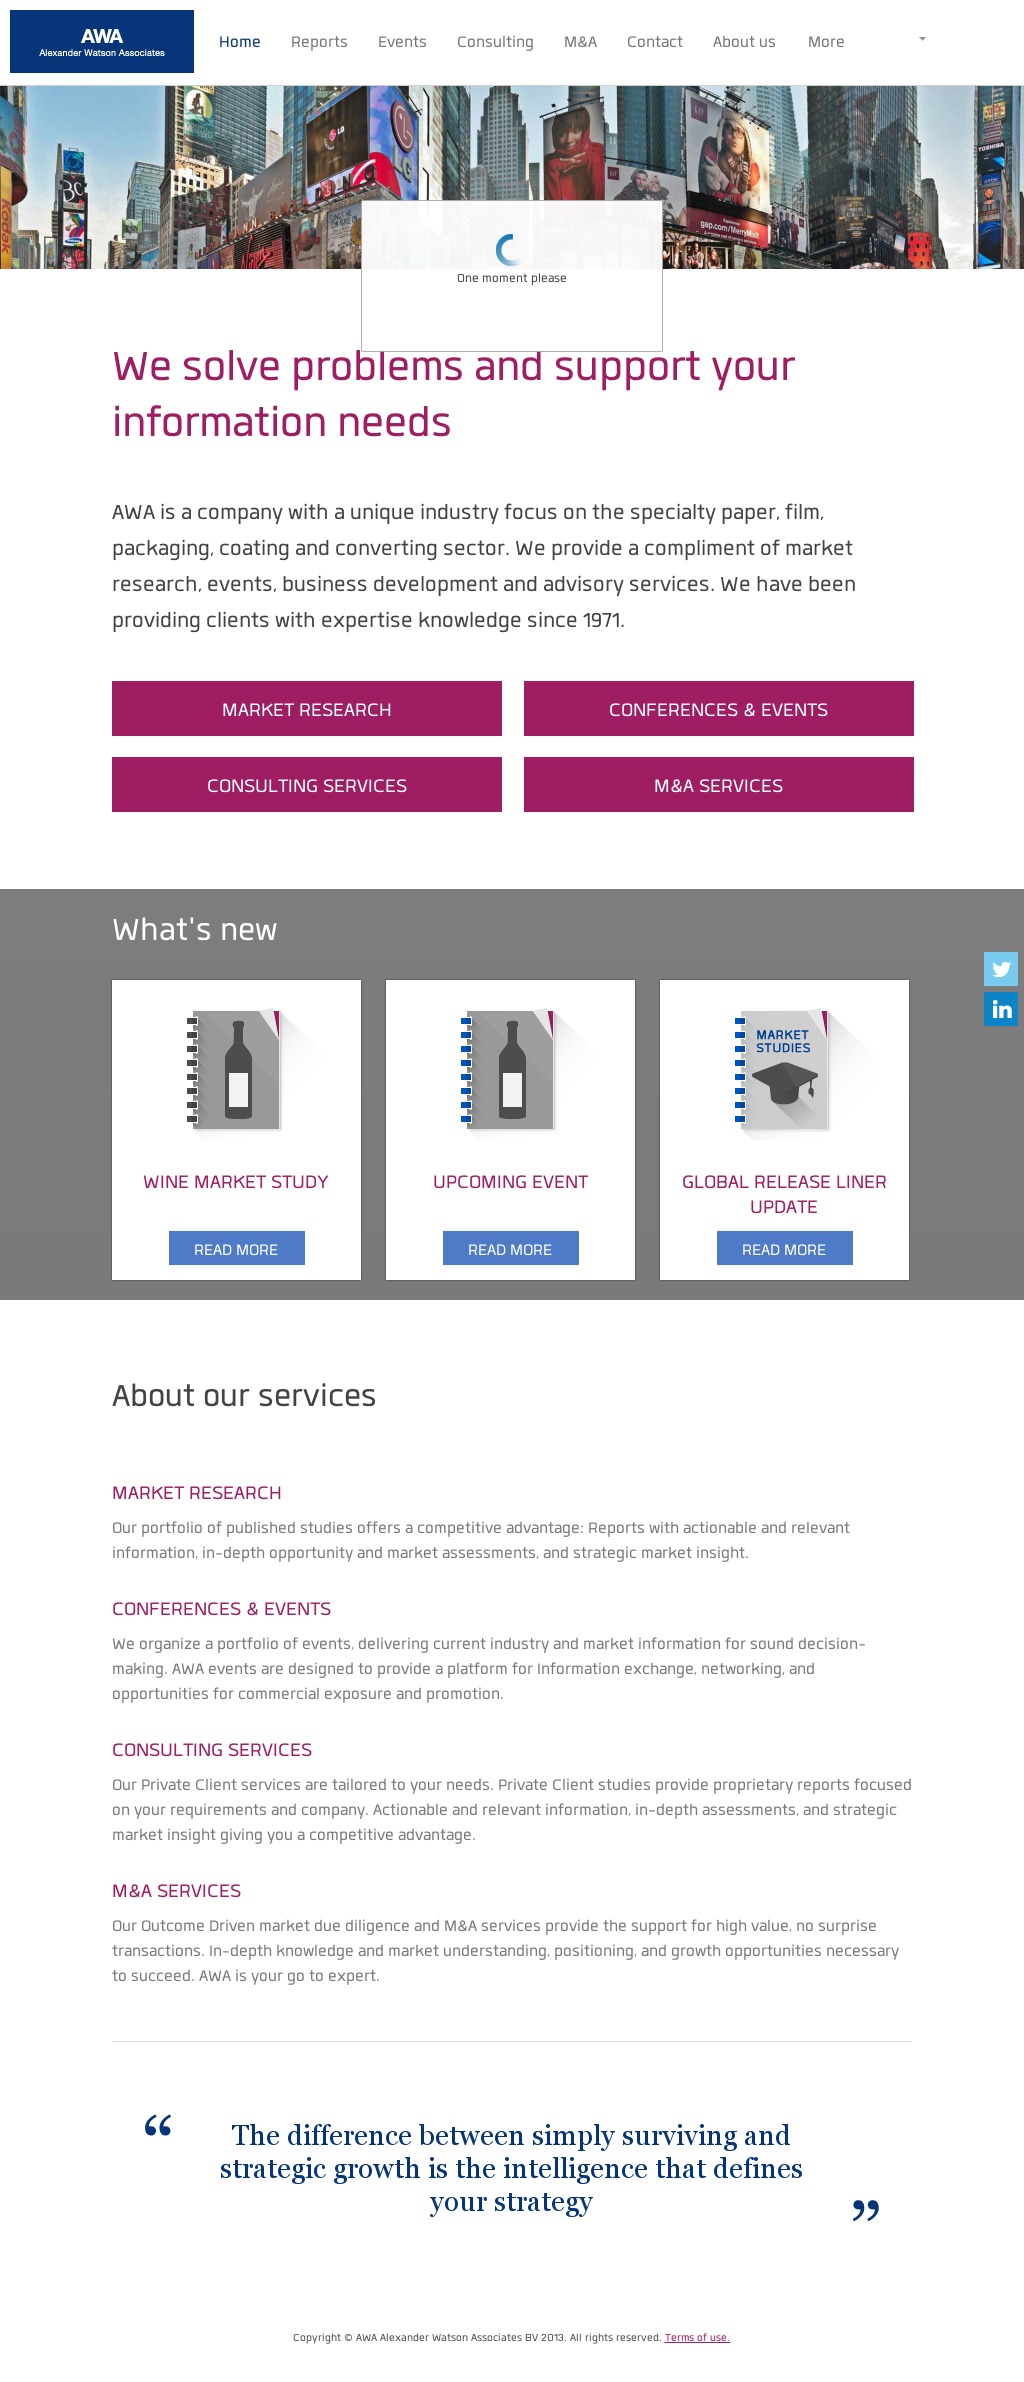 AWA
Alexander Watson Associates
Home Reports Events Consulting M&A Contact About us More
LG
LG
GAP
gap.com/MerryMixIt
TOSHIBA
One moment please
We solve problems and support your
information needs
AWA is a company with a unique industry focus on the specialty paper, film,
packaging, coating and converting sector. We provide a compliment of market
research, events, business development and advisory services. We have been
providing clients with expertise knowledge since 1971.
MARKET RESEARCH
CONFERENCES & EVENTS
CONSULTING SERVICES
M&A SERVICES
What's new
MARKET
STUDIES
WINE MARKET STUDY
UPCOMING EVENT
GLOBAL RELEASE LINER
UPDATE
READ MORE
READ MORE
READ MORE
in
About our services
MARKET RESEARCH
Our portfolio of published studies offers a competitive advantage: Reports with actionable and relevant
information, in-depth opportunity and market assessments, and strategic market insight.
CONFERENCES & EVENTS
We organize a portfolio of events, delivering current industry and market information for sound decision-
making. AWA events are designed to provide a platform for Information exchange, networking, and
opportunities for commercial exposure and promotion.
CONSULTING SERVICES
Our Private Client services are tailored to your needs. Private Client studies provide proprietary reports focused
on your requirements and company. Actionable and relevant information, in-depth assessments, and strategic
market insight giving you a competitive advantage.
M&A SERVICES
Our Outcome Driven market due diligence and M&A services provide the support for high value, no surprise
transactions. In-depth knowledge and market understanding, positioning, and growth opportunities necessary
to succeed. AWA is your go to expert.
“ The difference between simply surviving and
strategic growth is the intelligence that defines
your strategy ”
Copyright © AWA Alexander Watson Associates BV 2013. All rights reserved. Terms of use.